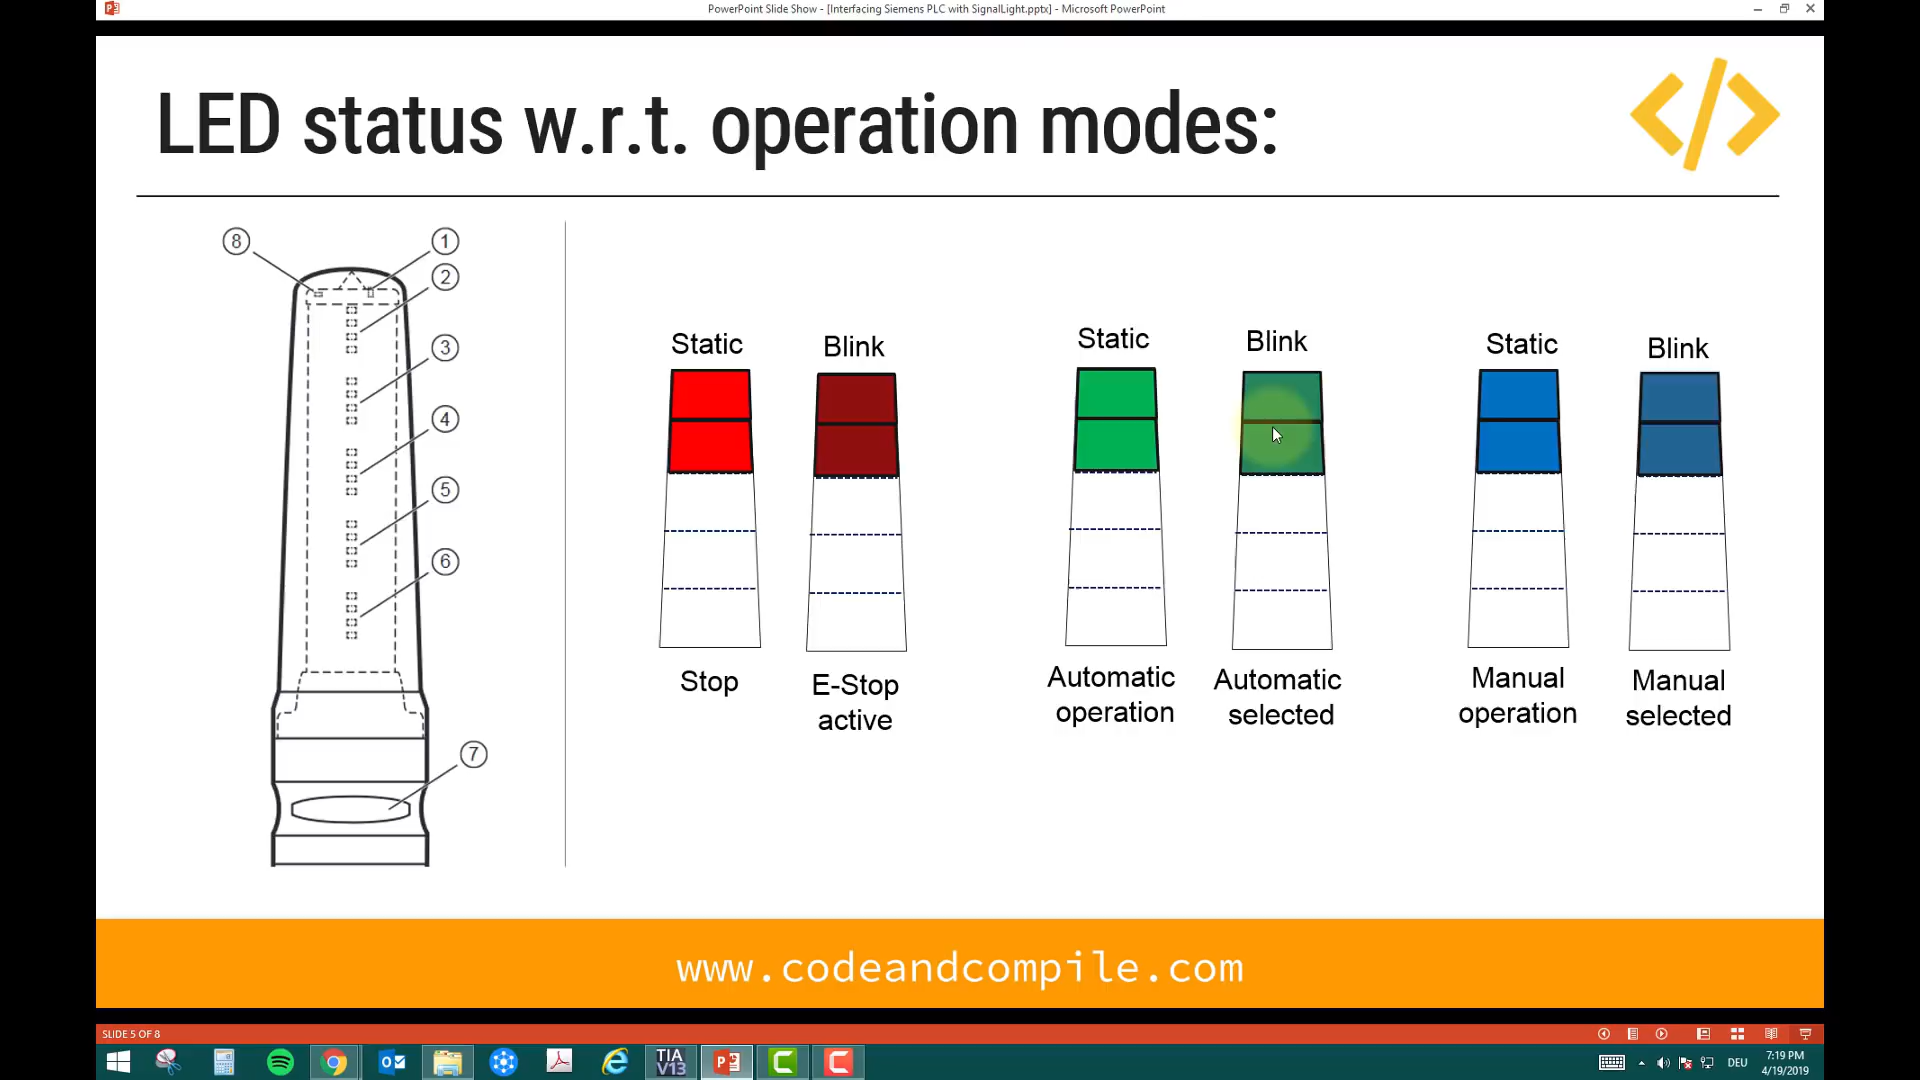 PowerPoint Slide Show - [Interfacing Siemens PLC with SignalLight.pptx] - Microsoft PowerPoint
LED status w.r.t. operation modes:
</>
8
1
2
3
4
5
6
7
Static
Blink
Static
Blink
Static
Blink
Stop
E-Stop
active
Automatic
operation
Automatic
selected
Manual
operation
Manual
selected
www.codeandcompile.com
SLIDE 5 OF 8
TIA
V13
DEU
7:19 PM
4/19/2019